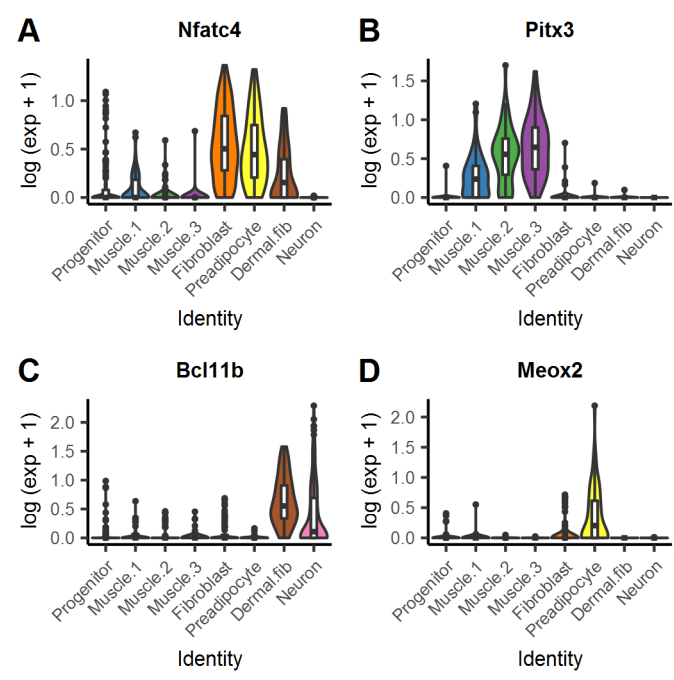 A
Nfatc4
log (exp + 1)
1.0
0.5
0.0
Progenitor
Muscle.1
Muscle.2
Muscle.3
Fibroblast
Preadipocyte
Dermal.fib
Neuron
Identity
B
Pitx3
log (exp + 1)
1.5
1.0
0.5
0.0
Progenitor
Muscle.1
Muscle.2
Muscle.3
Fibroblast
Preadipocyte
Dermal.fib
Neuron
Identity
C
Bcl11b
log (exp + 1)
2.0
1.5
1.0
0.5
0.0
Progenitor
Muscle.1
Muscle.2
Muscle.3
Fibroblast
Preadipocyte
Dermal.fib
Neuron
Identity
D
Meox2
log (exp + 1)
2.0
1.5
1.0
0.5
0.0
Progenitor
Muscle.1
Muscle.2
Muscle.3
Fibroblast
Preadipocyte
Dermal.fib
Neuron
Identity